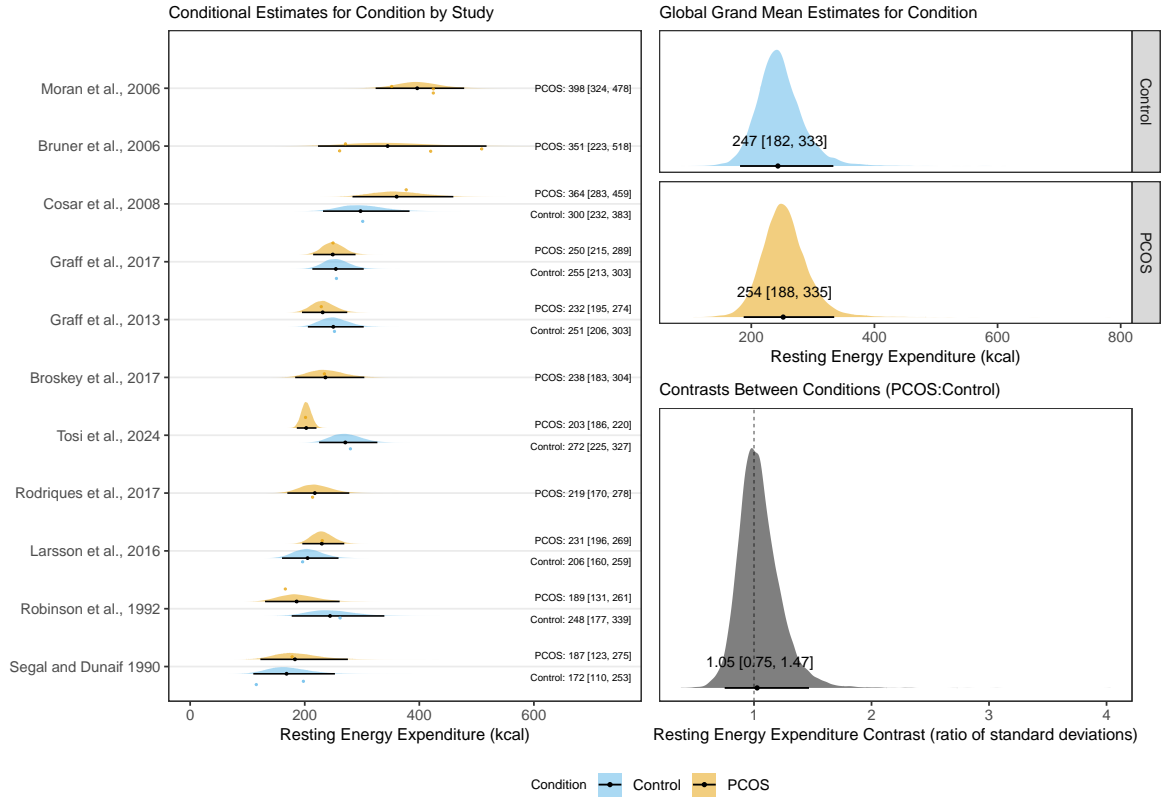 Conditional Estimates for Condition by Study
Moran et al., 2006
PCOS: 398 [324, 478]
Bruner et al., 2006
PCOS: 351 [223, 518]
Cosar et al., 2008
PCOS: 364 [283, 459]
Control: 300 [232, 383]
Graff et al., 2017
PCOS: 250 [215, 289]
Control: 255 [213, 303]
Graff et al., 2013
PCOS: 232 [195, 274]
Control: 251 [206, 303]
Broskey et al., 2017
PCOS: 238 [183, 304]
Tosi et al., 2024
PCOS: 203 [186, 220]
Control: 272 [225, 327]
Rodriques et al., 2017
PCOS: 219 [170, 278]
Larsson et al., 2016
PCOS: 231 [196, 269]
Control: 206 [160, 259]
Robinson et al., 1992
PCOS: 189 [131, 261]
Control: 248 [177, 339]
Segal and Dunaif 1990
PCOS: 187 [123, 275]
Control: 172 [110, 253]
0 200 400 600
Resting Energy Expenditure (kcal)
Global Grand Mean Estimates for Condition
247 [182, 333]
Control
254 [188, 335]
PCOS
200 400 600 800
Resting Energy Expenditure (kcal)
Contrasts Between Conditions (PCOS:Control)
1.05 [0.75, 1.47]
1 2 3 4
Resting Energy Expenditure Contrast (ratio of standard deviations)
Condition Control PCOS